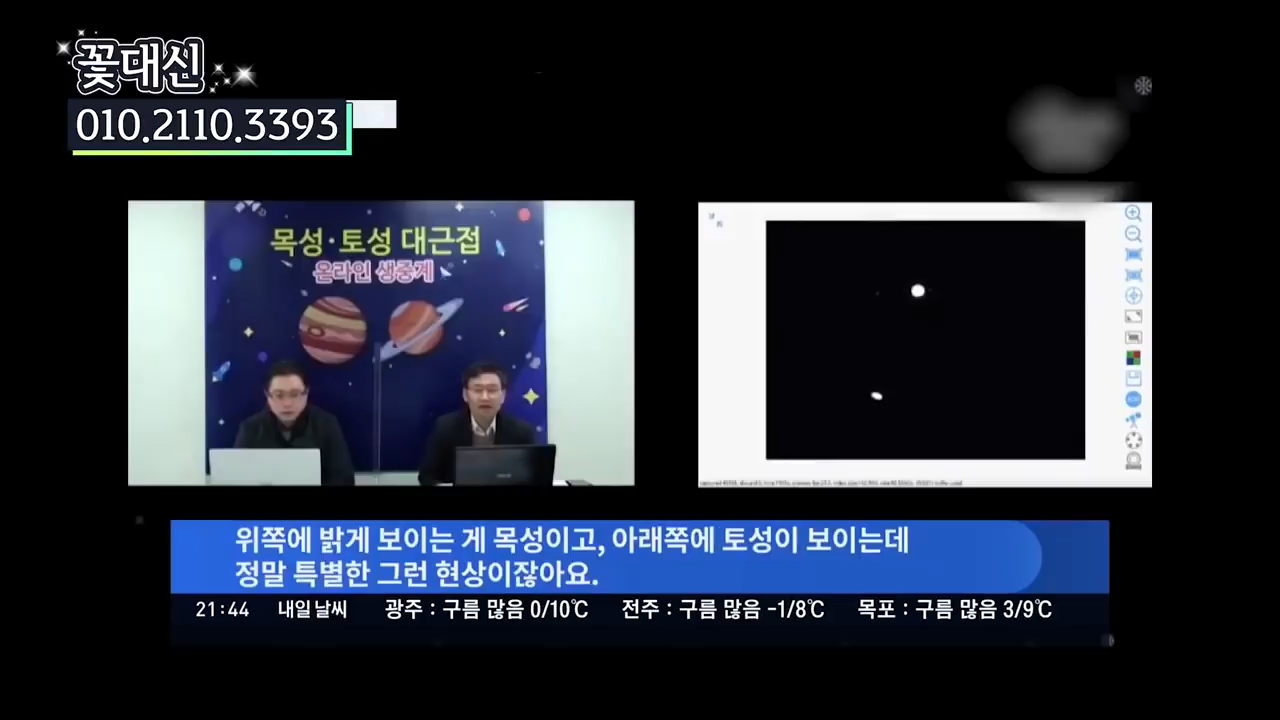 꽃대신
010.2110.3393
목성·토성 대근접
온라인 생중계
위쪽에 밝게 보이는 게 목성이고, 아래쪽에 토성이 보이는데
정말 특별한 그런 현상이잖아요.
21:44 내일 날씨 광주 : 구름 많음 0/10℃ 전주 : 구름 많음 -1/8℃ 목포 : 구름 많음 3/9℃